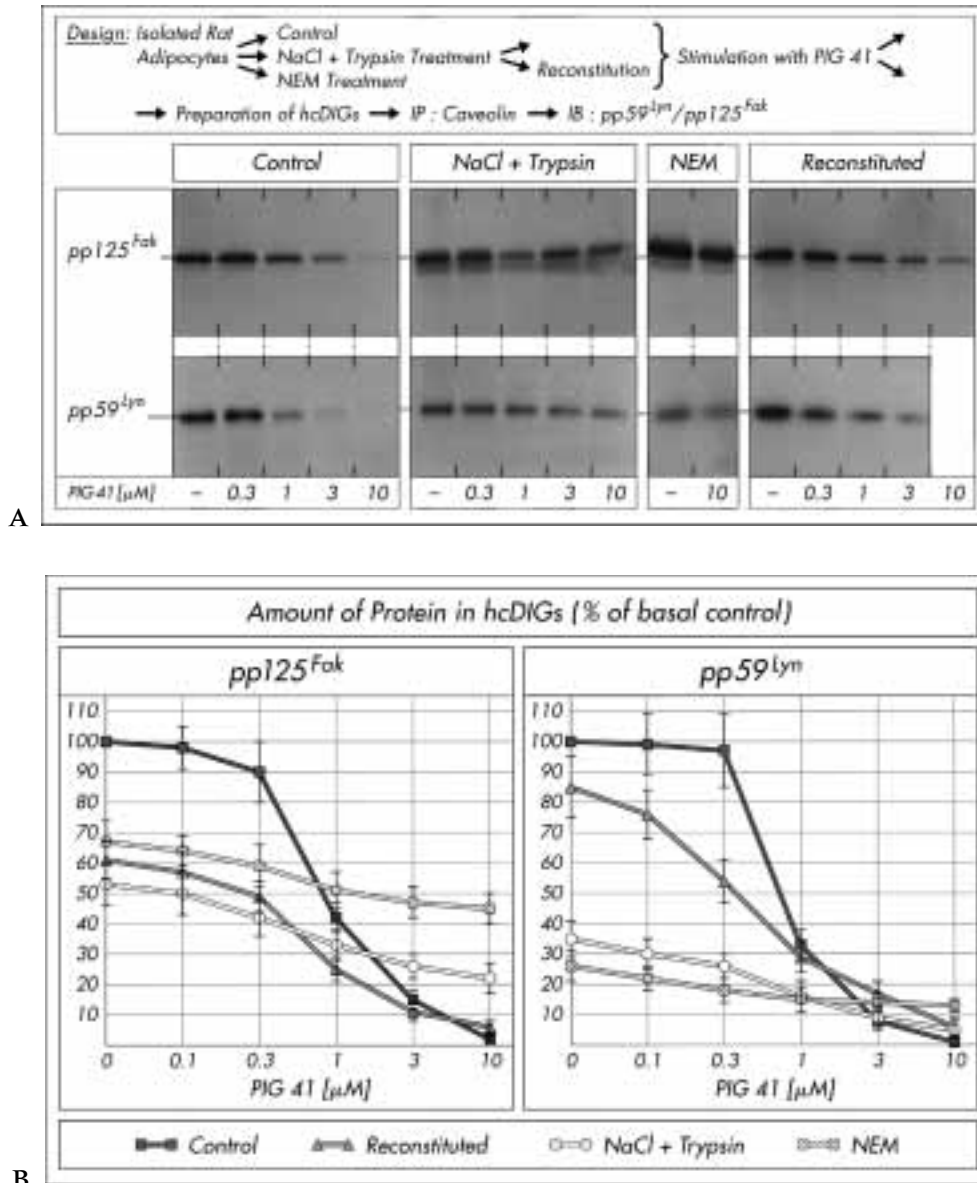 Design: Isolated Rat Control
Adipocytes NaCl + Trypsin Treatment Reconstitution Stimulation with PIG 41
NEM Treatment
Preparation of hcDIGs IP : Caveolin IB : pp59Lyn/pp125Fak
Control NaCl + Trypsin NEM Reconstituted
pp125Fak
pp59Lyn
PIG41 [µM] – 0.3 1 3 10 – 0.3 1 3 10 – 10 – 0.3 1 3 10
A
Amount of Protein in hcDIGs (% of basal control)
pp125Fak pp59Lyn
110 110
100 100
90 90
80 80
70 70
60 60
50 50
40 40
30 30
20 20
10 10
0 0.1 0.3 1 3 10 0 0.1 0.3 1 3 10
PIG 41 [µM] PIG 41 [µM]
Control Reconstituted NaCl + Trypsin NEM
B